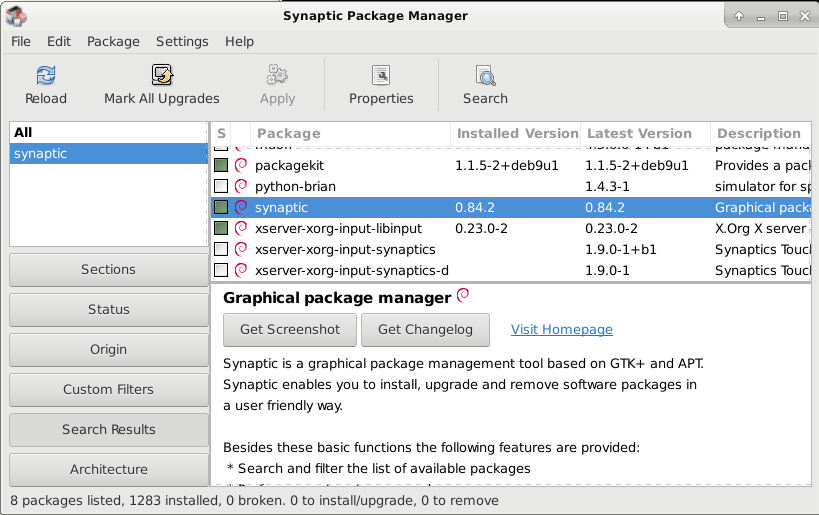 Synaptic Package Manager
File Edit Package Settings Help
Reload Mark All Upgrades Apply Properties Search
All
synaptic
S Package Installed Version Latest Version Description
packagekit 1.1.5-2+deb9u1 1.1.5-2+deb9u1 Provides a pack
python-brian 1.4.3-1 simulator for sp
synaptic 0.84.2 0.84.2 Graphical packa
xserver-xorg-input-libinput 0.23.0-2 0.23.0-2 X.Org X server
xserver-xorg-input-synaptics 1.9.0-1+b1 Synaptics Touch
xserver-xorg-input-synaptics-d 1.9.0-1 Synaptics Touch
Sections
Status
Origin
Custom Filters
Search Results
Architecture
Graphical package manager
Get Screenshot Get Changelog Visit Homepage
Synaptic is a graphical package management tool based on GTK+ and APT.
Synaptic enables you to install, upgrade and remove software packages in
a user friendly way.
Besides these basic functions the following features are provided:
* Search and filter the list of available packages
8 packages listed, 1283 installed, 0 broken. 0 to install/upgrade, 0 to remove